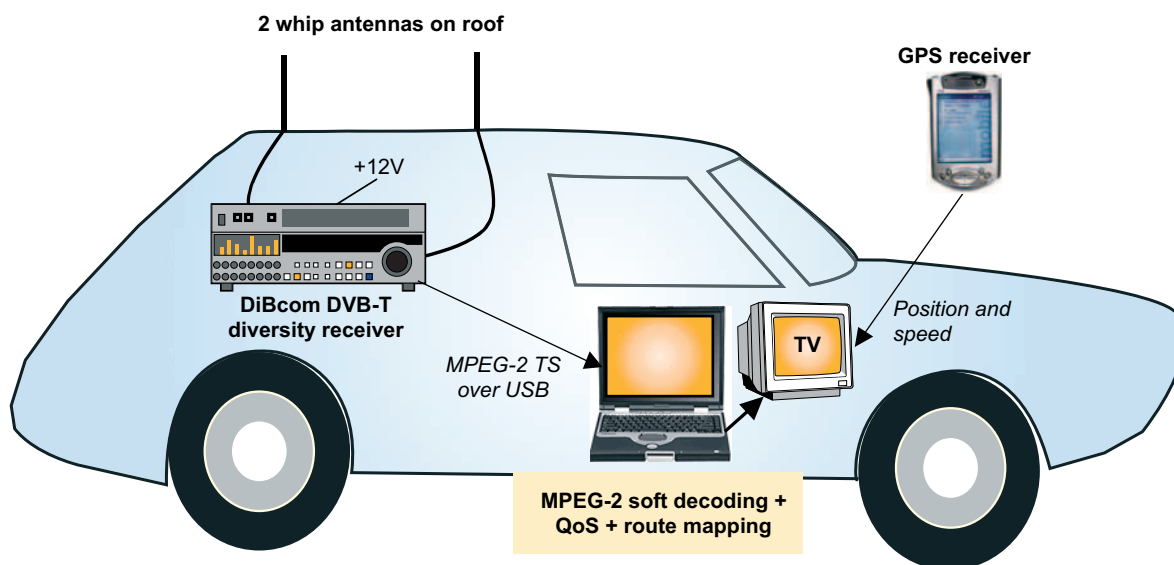 2 whip antennas on roof
GPS receiver
+12V
DiBcom DVB-T
diversity receiver
Position and
speed
TV
MPEG-2 TS
over USB
MPEG-2 soft decoding +
QoS + route mapping